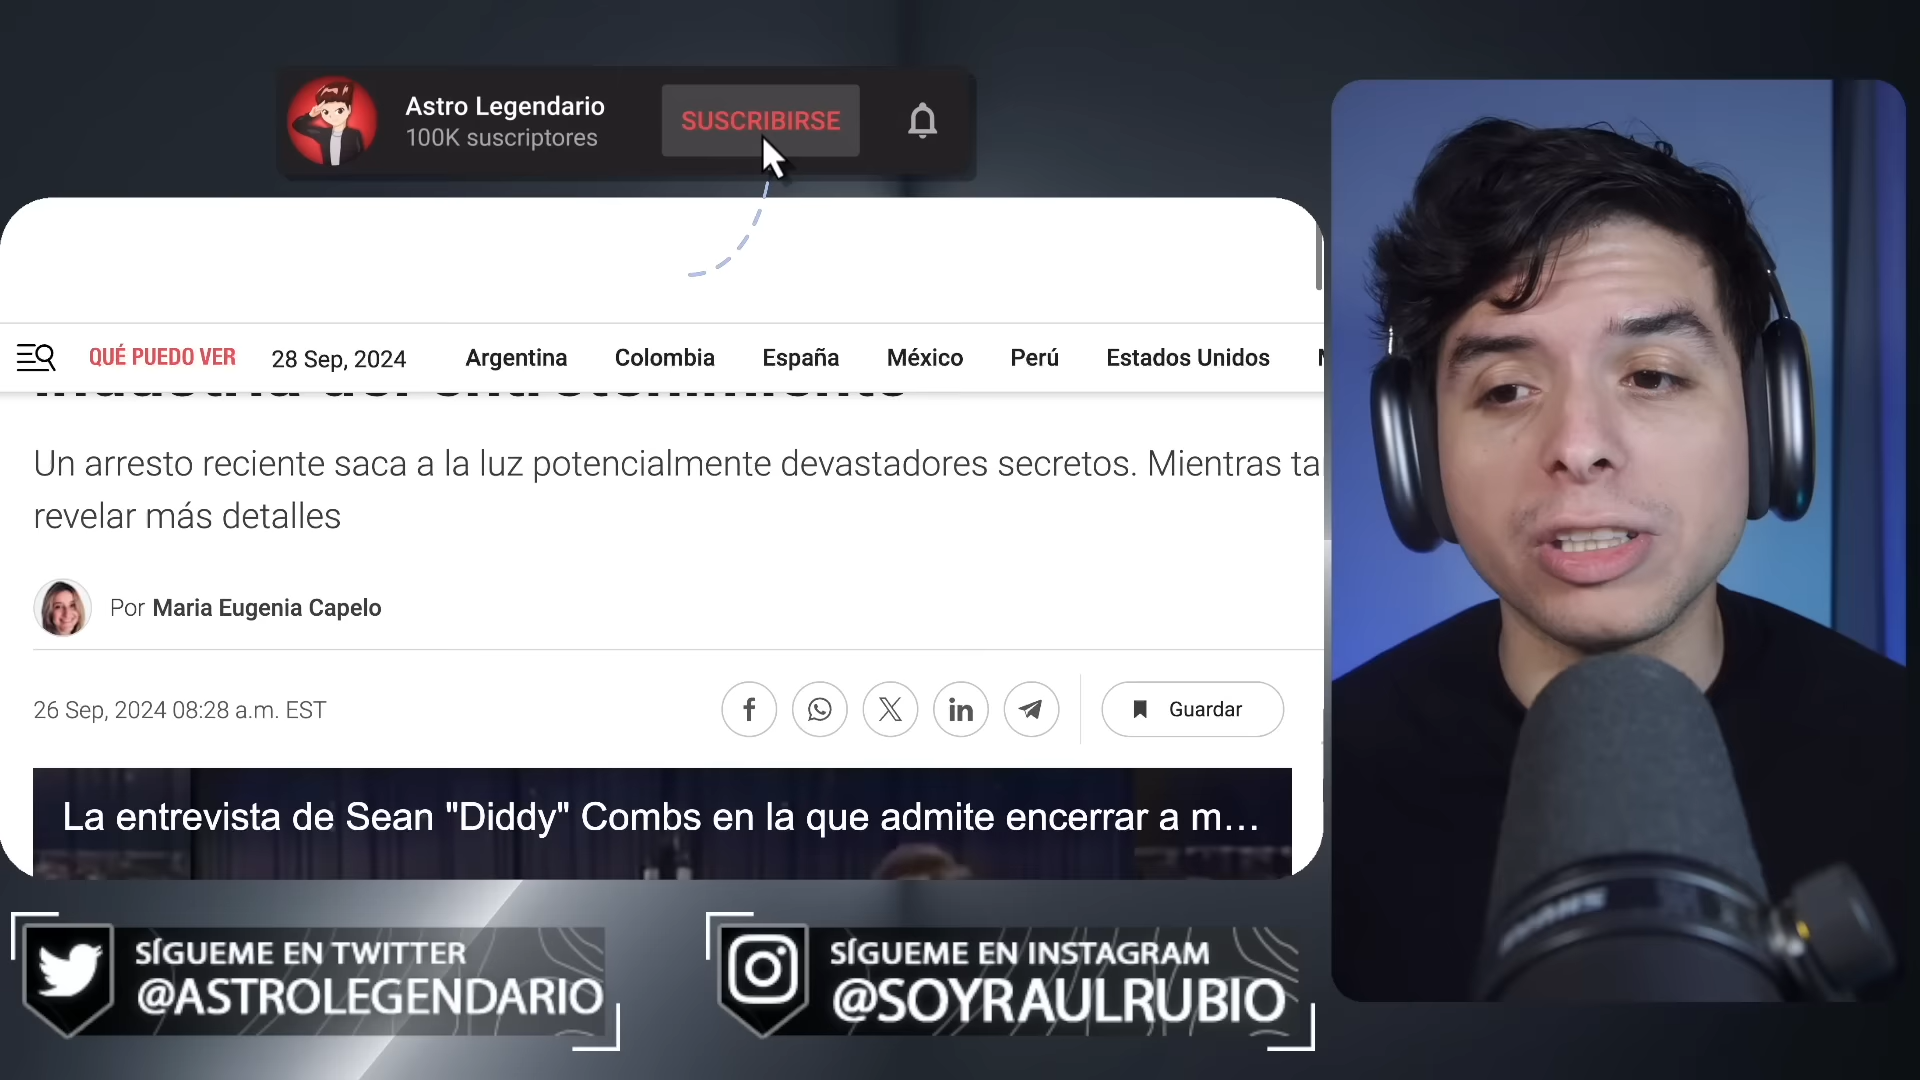 Astro Legendario
100K suscriptores
SUSCRIBIRSE
QUÉ PUEDO VER 28 Sep, 2024 Argentina Colombia España México Perú Estados Unidos
Un arresto reciente saca a la luz potencialmente devastadores secretos. Mientras
revelar más detalles
Por Maria Eugenia Capelo
26 Sep, 2024 08:28 a.m. EST
Guardar
La entrevista de Sean "Diddy" Combs en la que admite encerrar a m...
SÍGUEME EN TWITTER
@ASTROLEGENDARIO
SÍGUEME EN INSTAGRAM
@SOYRAULRUBIO